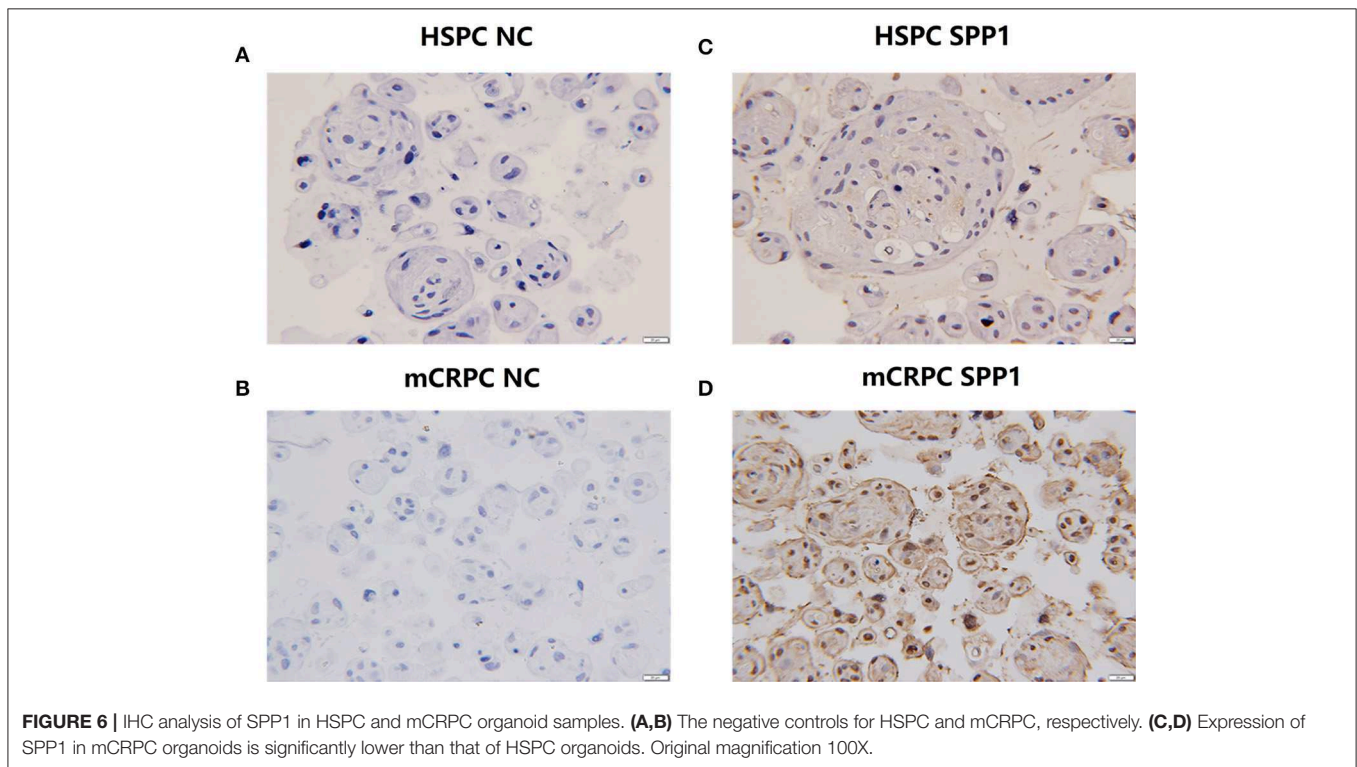 A
HSPC NC
C
HSPC SPP1
B
mCRPC NC
D
mCRPC SPP1
FIGURE 6 | IHC analysis of SPP1 in HSPC and mCRPC organoid samples. (A,B) The negative controls for HSPC and mCRPC, respectively. (C,D) Expression of
SPP1 in mCRPC organoids is significantly lower than that of HSPC organoids. Original magnification 100X.